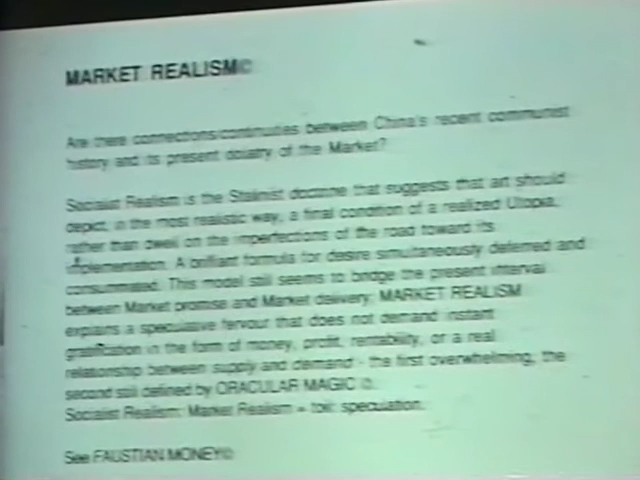 MARKET REALISM©
Are there connections/continuities between China's recent communist
history and its present idolatry of the Market?
Socialist Realism is the Stalinist doctrine that suggests that art should
depict, in the most realistic way, a final condition of a realized Utopia,
rather than dwell on the imperfections of the road toward its
implementation. A brilliant formula for desire simultaneously deferred and
consummated. This model still seems to bridge the present interval
between Market promise and Market delivery: MARKET REALISM
explains a speculative fervour that does not demand instant
gratification in the form of money, profit, rentability, or a real
relationship between supply and demand - the first overwhelming, the
second still defined by ORACULAR MAGIC ©.
Socialist Realism: Market Realism = speculation.
See FAUSTIAN MONEY©